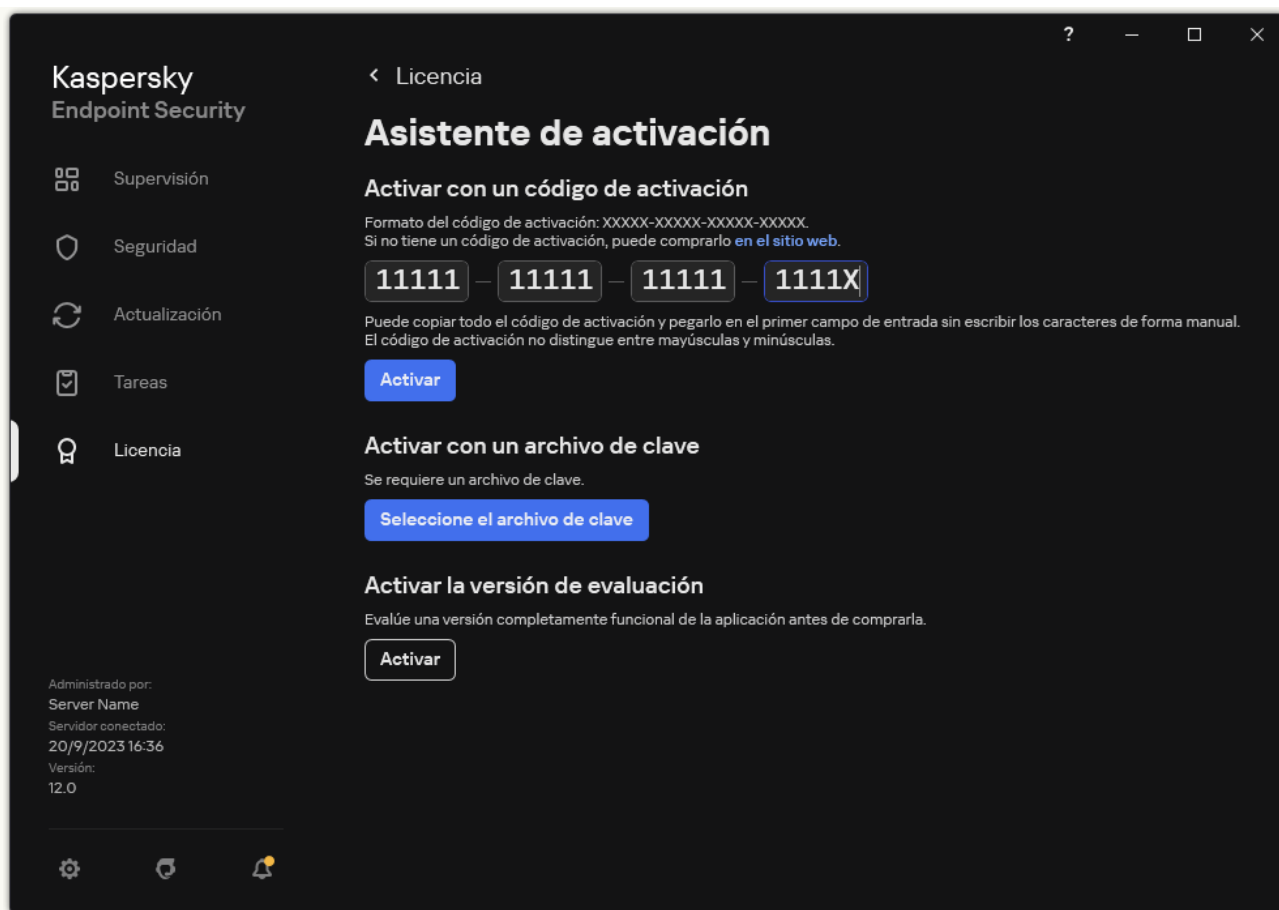 ?
Kaspersky
Endpoint Security
Supervisión
Seguridad
Actualización
Tareas
Licencia
Administrado por:
Server Name
Servidor conectado:
20/9/2023 16:36
Versión:
12.0
Licencia
Asistente de activación
Activar con un código de activación
Formato del código de activación: XXXXX-XXXXX-XXXXX-XXXXX.
Si no tiene un código de activación, puede comprarlo en el sitio web.
11111 – 11111 – 11111 – 1111X
Puede copiar todo el código de activación y pegarlo en el primer campo de entrada sin escribir los caracteres de forma manual.
El código de activación no distingue entre mayúsculas y minúsculas.
Activar
Activar con un archivo de clave
Se requiere un archivo de clave.
Seleccione el archivo de clave
Activar la versión de evaluación
Evalúe una versión completamente funcional de la aplicación antes de comprarla.
Activar